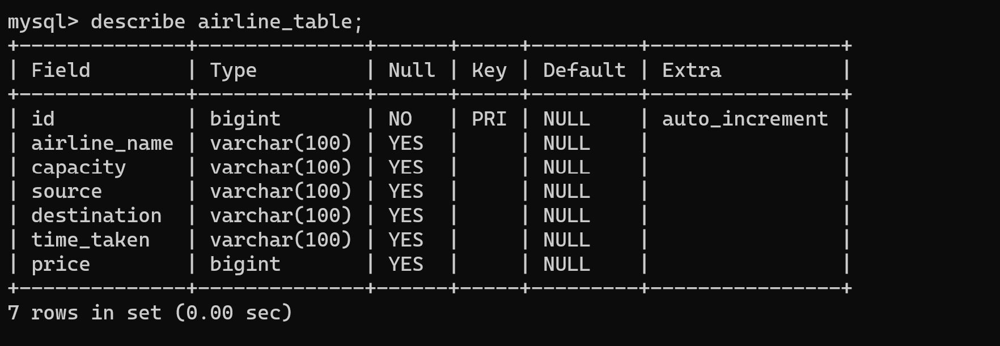 mysql> describe airline_table;
+--------------+--------------+------+-----+---------+----------------+
| Field        | Type         | Null | Key | Default | Extra          |
+--------------+--------------+------+-----+---------+----------------+
| id           | bigint       | NO   | PRI | NULL    | auto_increment |
| airline_name | varchar(100) | YES  |     | NULL    |                |
| capacity     | varchar(100) | YES  |     | NULL    |                |
| source       | varchar(100) | YES  |     | NULL    |                |
| destination  | varchar(100) | YES  |     | NULL    |                |
| time_taken   | varchar(100) | YES  |     | NULL    |                |
| price        | bigint       | YES  |     | NULL    |                |
+--------------+--------------+------+-----+---------+----------------+
7 rows in set (0.00 sec)